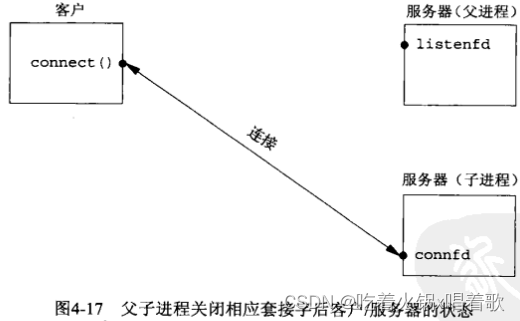 客户
服务器(父进程)
connect()
listenfd
连接
服务器(子进程)
connfd
图4-17 父子进程关闭相应套接字后客户/服务器的状态
CSDN @吃着火锅x唱着歌